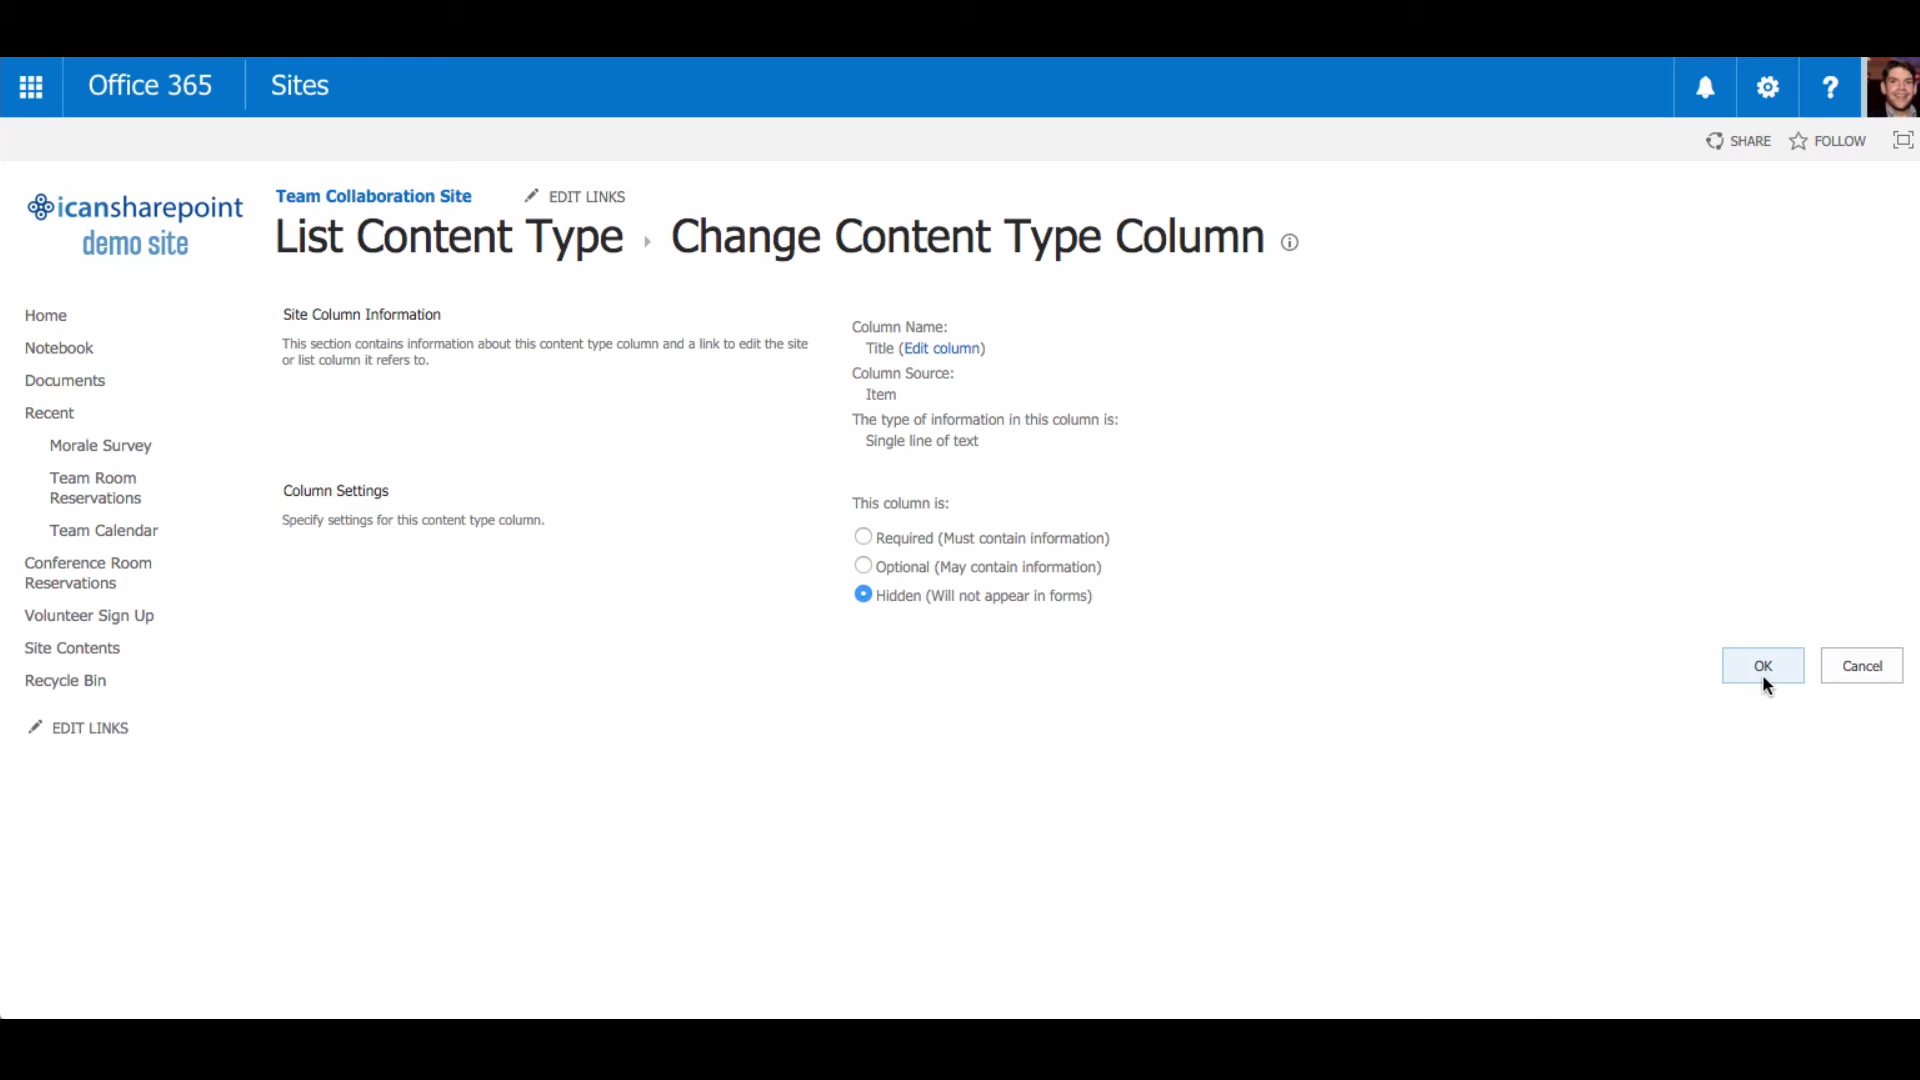 Office 365
Sites
?
SHARE
FOLLOW
icansharepoint
demo site
Team Collaboration Site
EDIT LINKS
List Content Type
Change Content Type Column
Home
Notebook
Documents
Recent
Morale Survey
Team Room
Reservations
Team Calendar
Conference Room
Reservations
Volunteer Sign Up
Site Contents
Recycle Bin
EDIT LINKS
Site Column Information
This section contains information about this content type column and a link to edit the site
or list column it refers to.
Column Name:
Title (Edit column)
Column Source:
Item
The type of information in this column is:
Single line of text
Column Settings
Specify settings for this content type column.
This column is:
Required (Must contain information)
Optional (May contain information)
Hidden (Will not appear in forms)
OK
Cancel